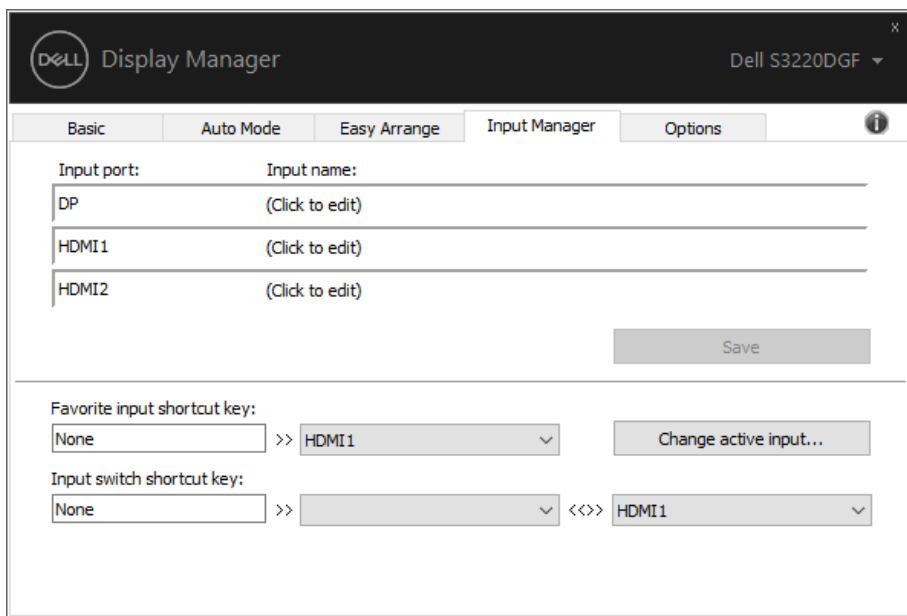 x
DELL Display Manager Dell S3220DGF
Basic Auto Mode Easy Arrange Input Manager Options i
Input port: Input name:
DP (Click to edit)
HDMI1 (Click to edit)
HDMI2 (Click to edit)
Save
Favorite input shortcut key:
None >> HDMI1 Change active input...
Input switch shortcut key:
None >> <<>> HDMI1